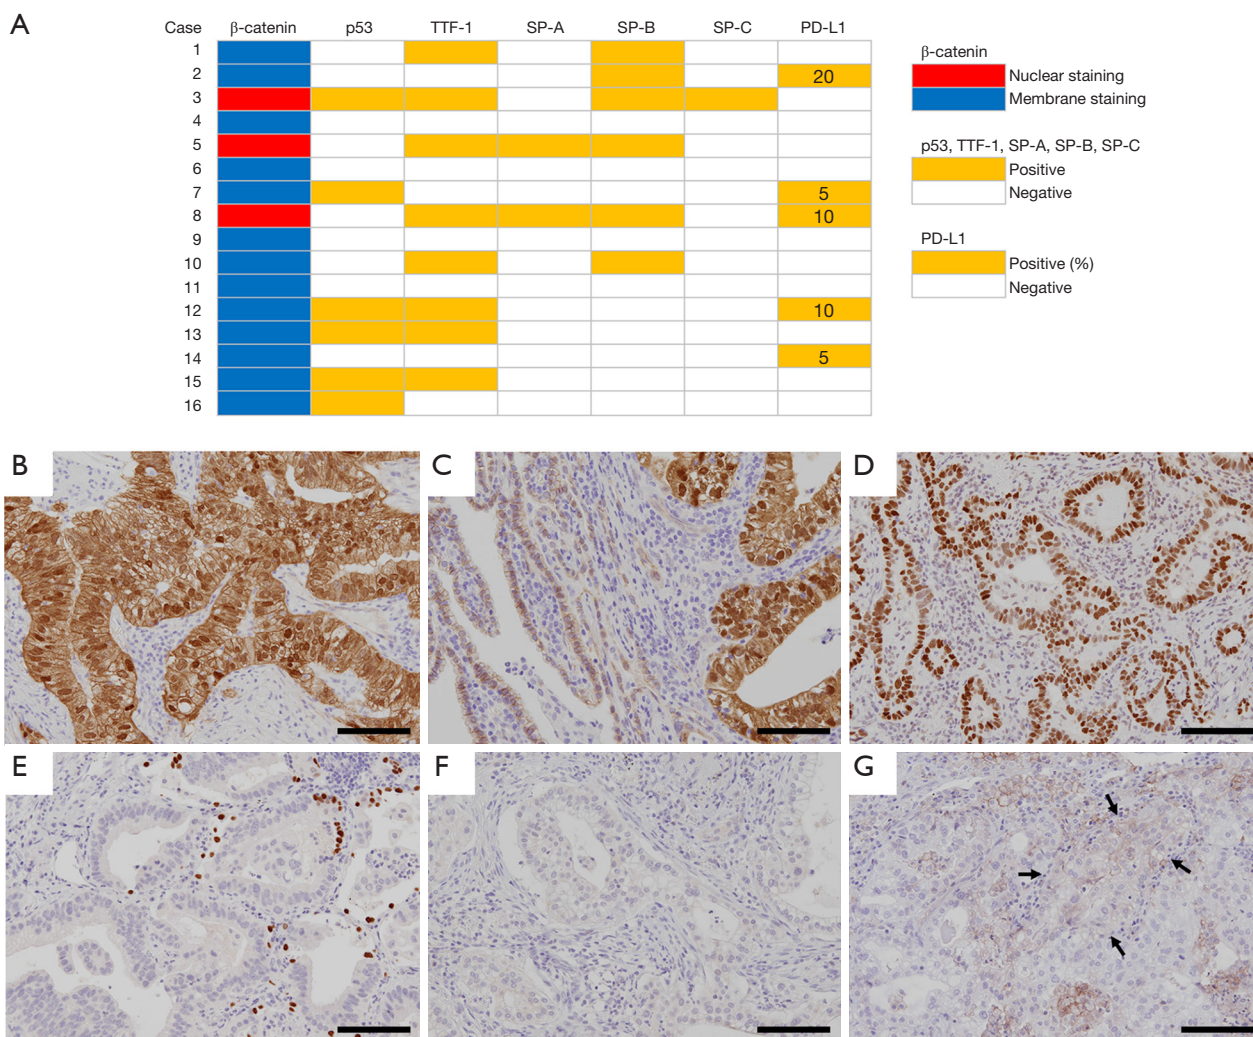 A
Case β-catenin p53 TTF-1 SP-A SP-B SP-C PD-L1
1
2 20
3
4
5
6
7 5
8 10
9
10
11
12 10
13
14 5
15
16
β-catenin
Nuclear staining
Membrane staining
p53, TTF-1, SP-A, SP-B, SP-C
Positive
Negative
PD-L1
Positive (%)
Negative
B C D
E F G